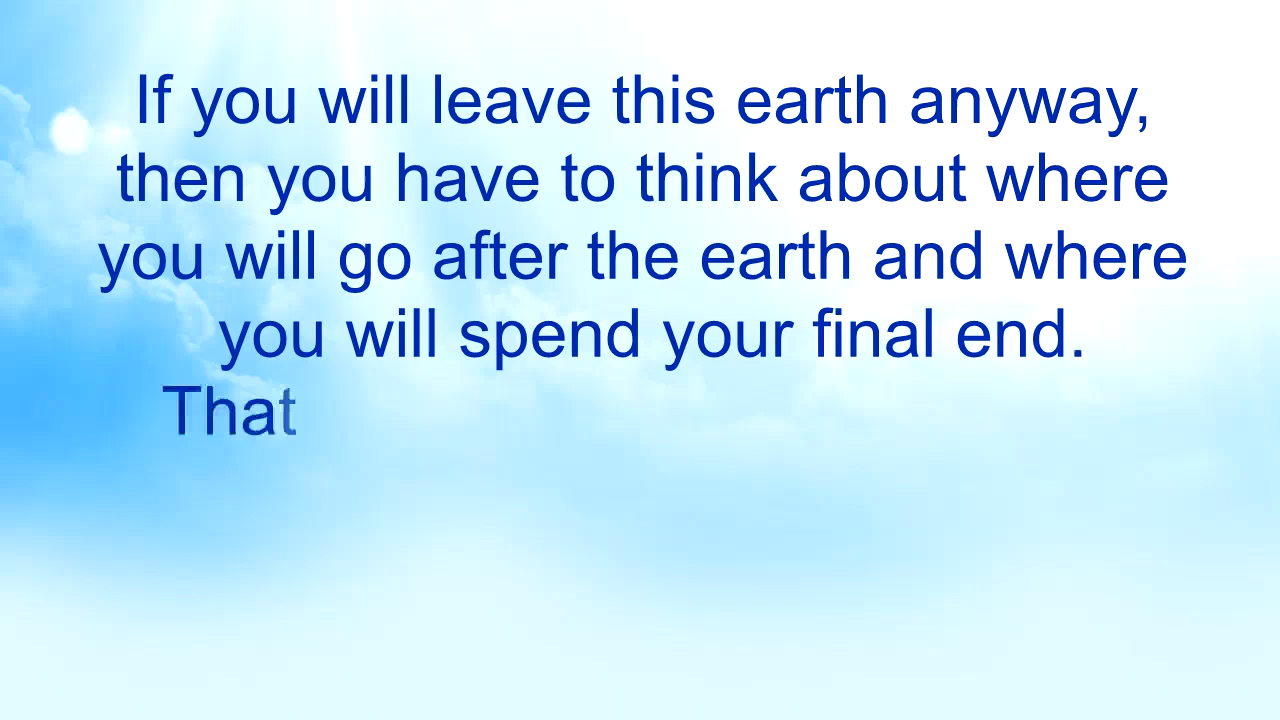 If you will leave this earth anyway,
then you have to think about where
you will go after the earth and where
you will spend your final end.
That